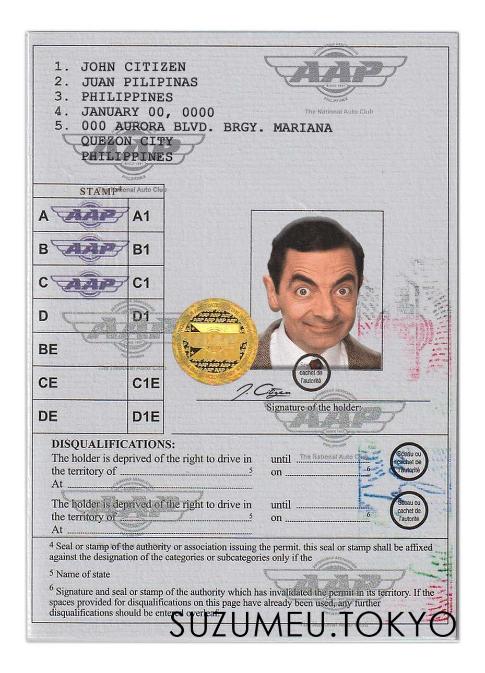 1. JOHN CITIZEN
2. JUAN PILIPINAS
3. PHILIPPINES
4. JANUARY 00, 0000
5. 000 AURORA BLVD. BRGY. MARIANA
QUEZON CITY
PHILIPPINES
AAP
PHILIPPINES
The National Auto Club
STAMP⁴
A AAP A1
B AAP B1
C AAP C1
D D1
BE
CE C1E
DE D1E
cachet de
l'autorité
J. Citizen
Signature of the holder:
DISQUALIFICATIONS:
The holder is deprived of the right to drive in until
the territory of 5 on 6
At
Sceau ou
cachet de
l'autorité
The holder is deprived of the right to drive in until
the territory of 5 on 6
At
Sceau ou
cachet de
l'autorité
⁴ Seal or stamp of the authority or association issuing the permit. this seal or stamp shall be affixed
against the designation of the categories or subcategories only if the
⁵ Name of state
⁶ Signature and seal or stamp of the authority which has invalidated the permit in its territory. If the
spaces provided for disqualifications on this page have already been used, any further
disqualifications should be entered overleaf.
SUZUMEU.TOKYO